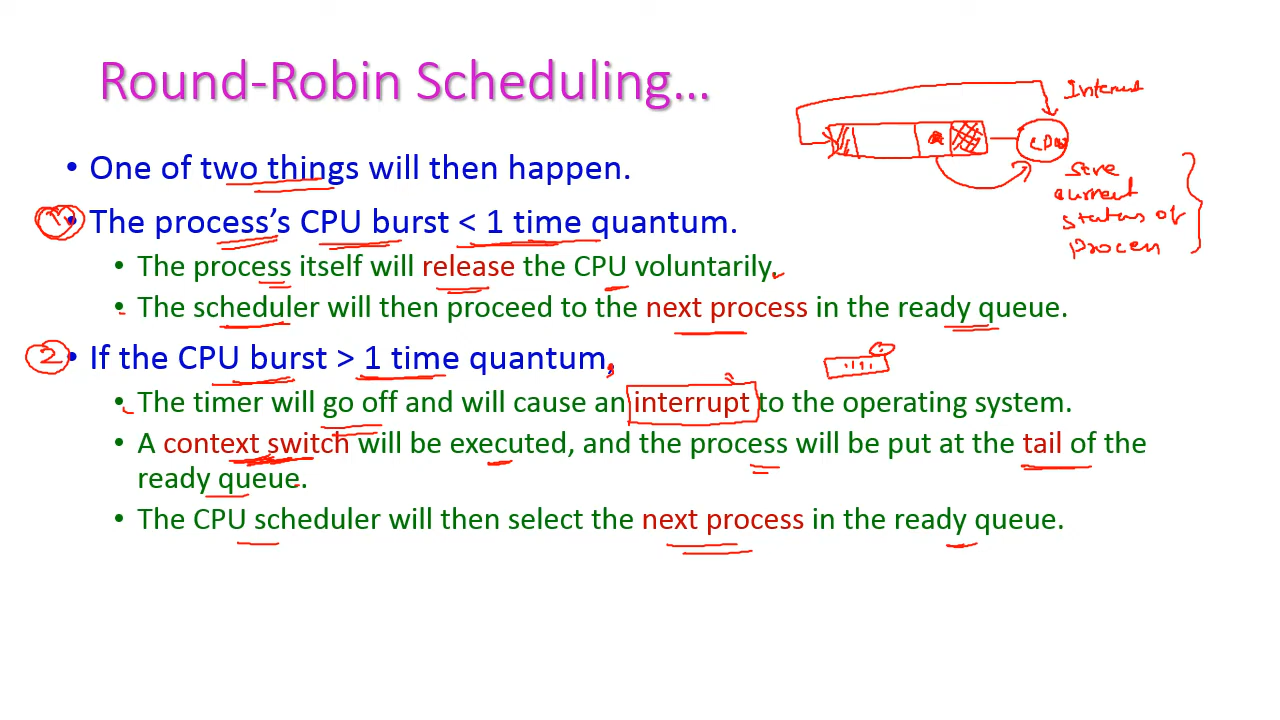 Round-Robin Scheduling...
Interrupt
CPU
store
current
status of
process
• One of two things will then happen.
1 • The process's CPU burst < 1 time quantum.
• The process itself will release the CPU voluntarily.
• The scheduler will then proceed to the next process in the ready queue.
2 • If the CPU burst > 1 time quantum,
• The timer will go off and will cause an interrupt to the operating system.
• A context switch will be executed, and the process will be put at the tail of the
ready queue.
• The CPU scheduler will then select the next process in the ready queue.